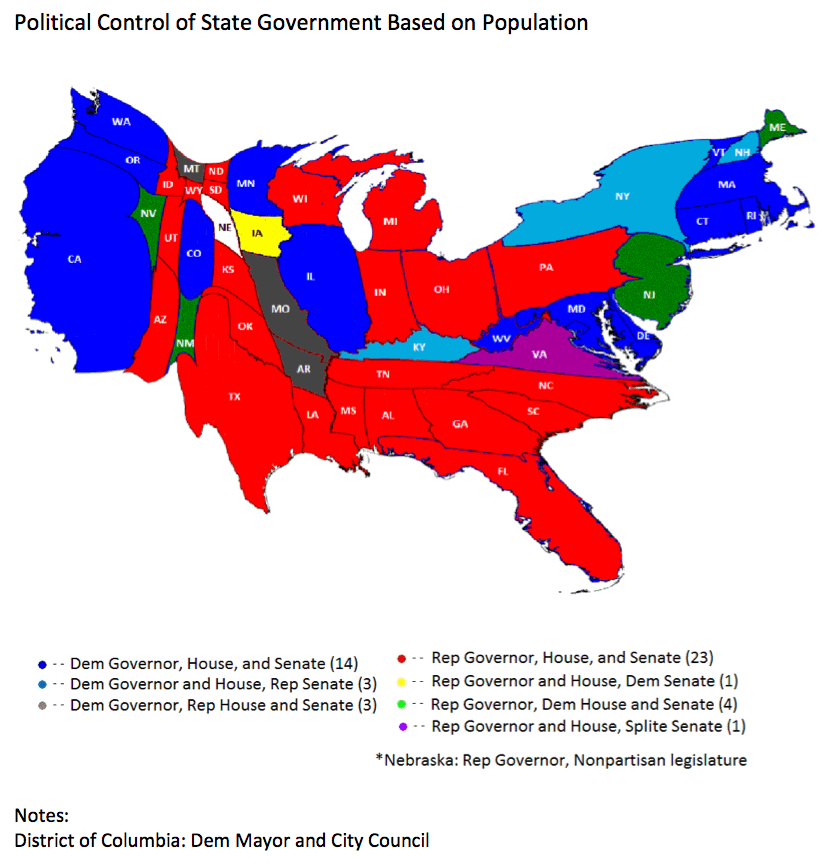 Political Control of State Government Based on Population
WA
ME
OR
VT
NH
MT
ND
ID
WY
SD
MN
WI
MA
NY
NV
MI
CT
RI
NE
IA
UT
CO
CA
KS
IL
PA
IN
OH
NJ
MO
MD
AZ
OK
WV
DE
NM
KY
VA
AR
TN
NC
TX
LA
MS
AL
GA
SC
FL
-- Dem Governor, House, and Senate (14)
-- Dem Governor and House, Rep Senate (3)
-- Dem Governor, Rep House and Senate (3)
-- Rep Governor, House, and Senate (23)
-- Rep Governor and House, Dem Senate (1)
-- Rep Governor, Dem House and Senate (4)
-- Rep Governor and House, Splite Senate (1)
*Nebraska: Rep Governor, Nonpartisan legislature
Notes:
District of Columbia: Dem Mayor and City Council